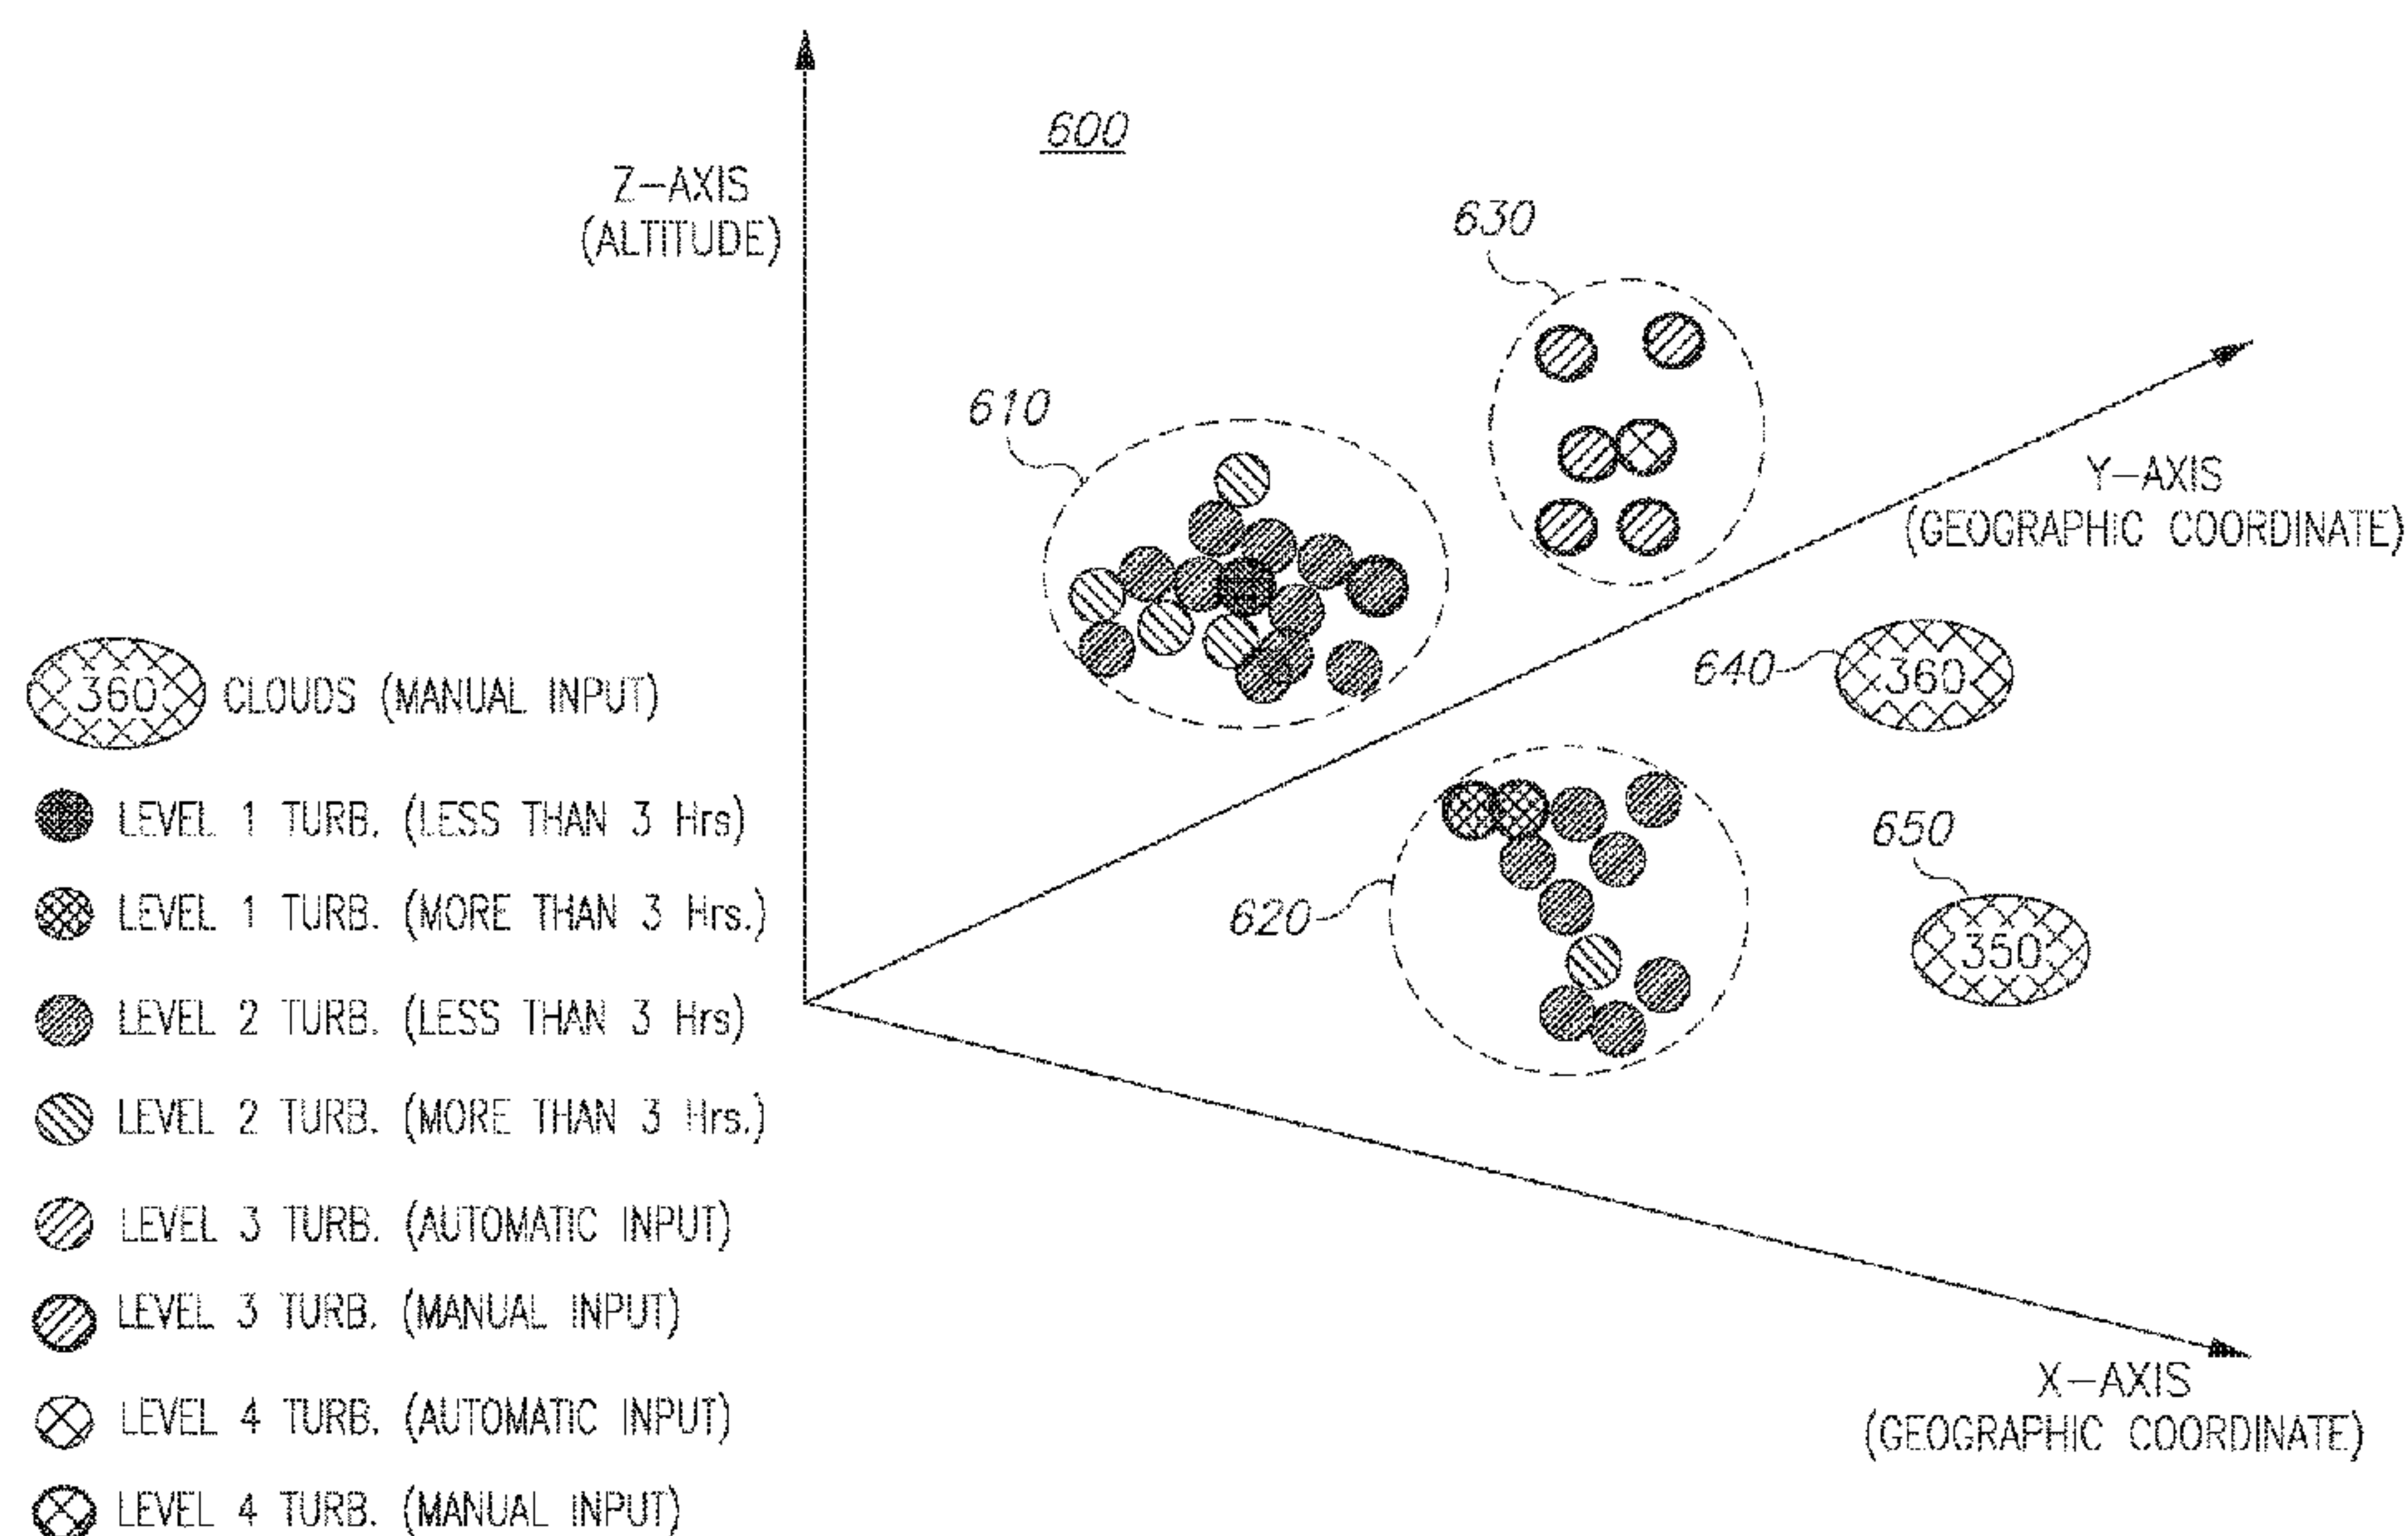 600
Z-AXIS
(ALTITUDE)
630
610
Y-AXIS
(GEOGRAPHIC COORDINATE)
640
360
360 CLOUDS (MANUAL INPUT)
LEVEL 1 TURB. (LESS THAN 3 Hrs)
650
LEVEL 1 TURB. (MORE THAN 3 Hrs.)
620
350
LEVEL 2 TURB. (LESS THAN 3 Hrs)
LEVEL 2 TURB. (MORE THAN 3 Hrs.)
LEVEL 3 TURB. (AUTOMATIC INPUT)
LEVEL 3 TURB. (MANUAL INPUT)
X-AXIS
(GEOGRAPHIC COORDINATE)
LEVEL 4 TURB. (AUTOMATIC INPUT)
LEVEL 4 TURB. (MANUAL INPUT)